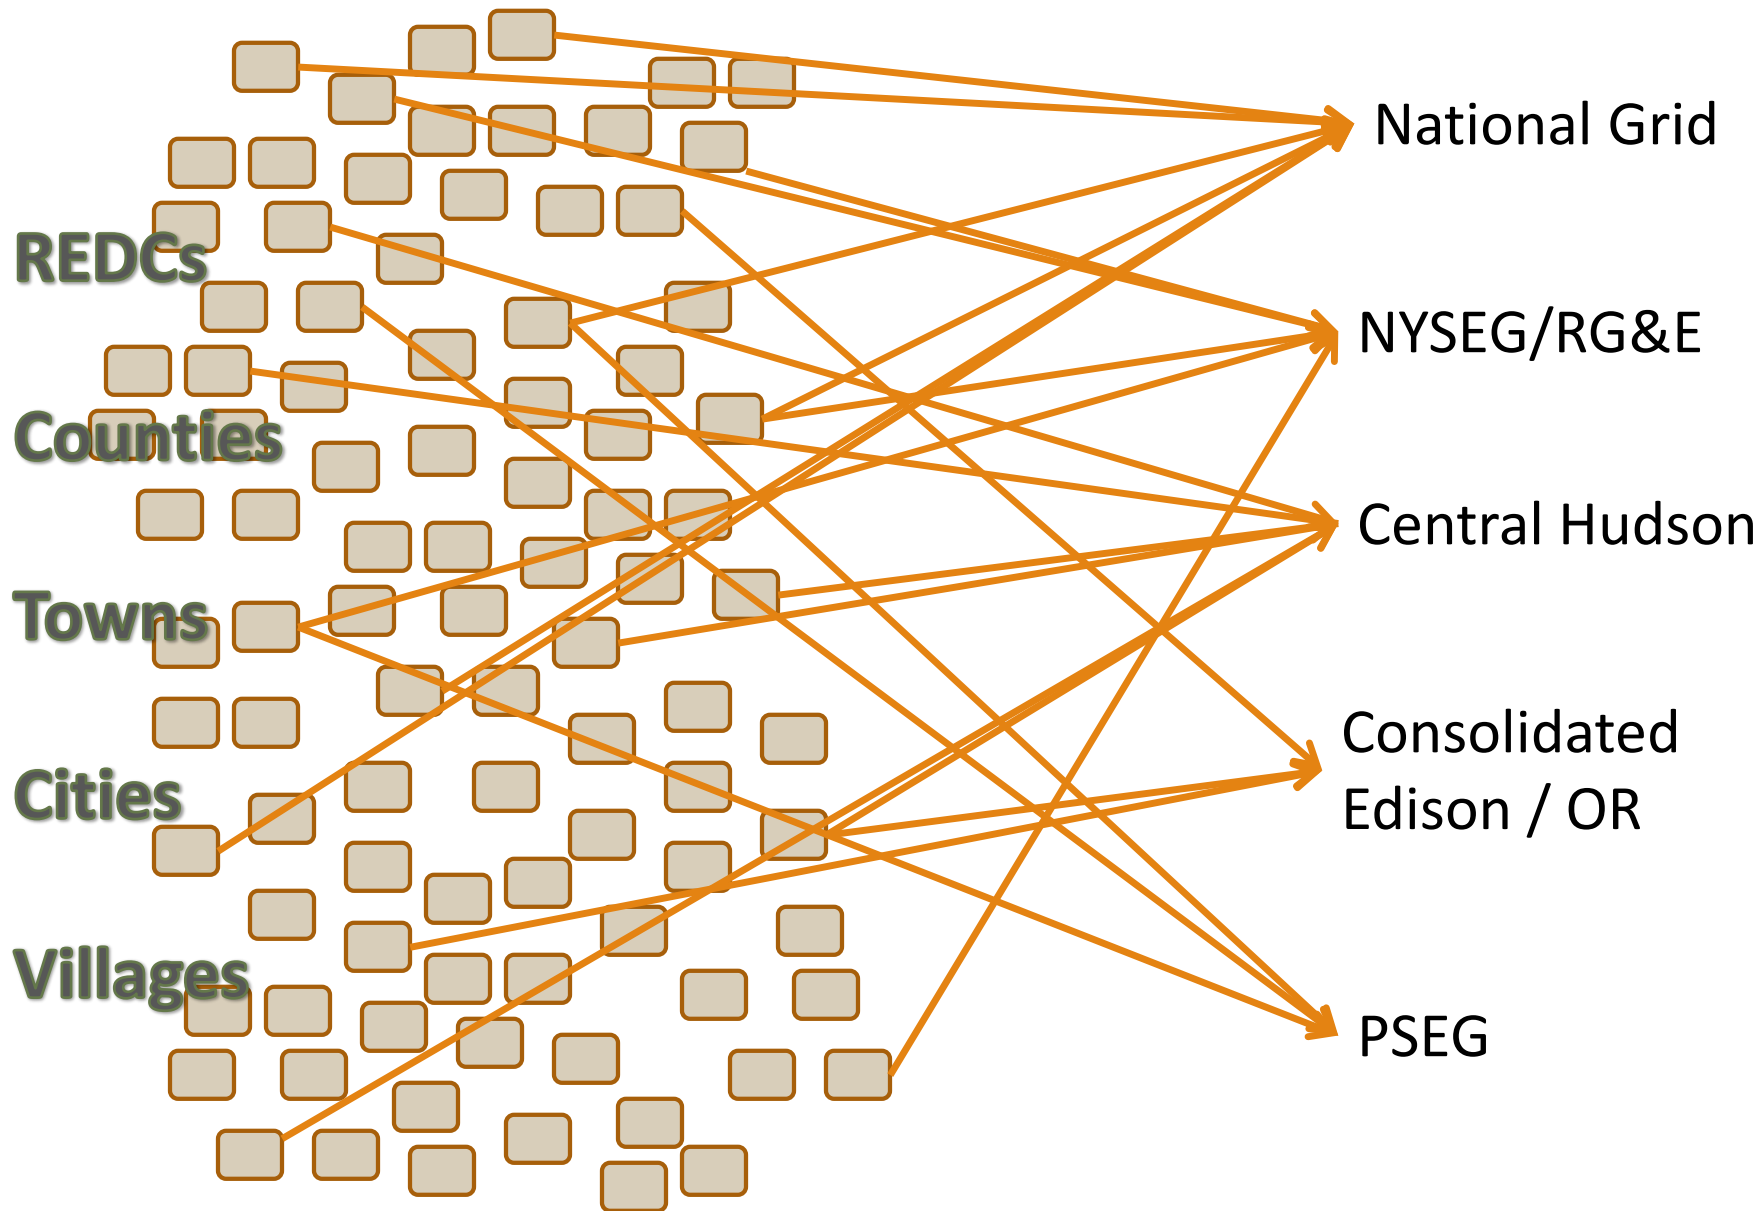 REDCs
Counties
Towns
Cities
Villages
National Grid
NYSEG/RG&E
Central Hudson
Consolidated
Edison / OR
PSEG